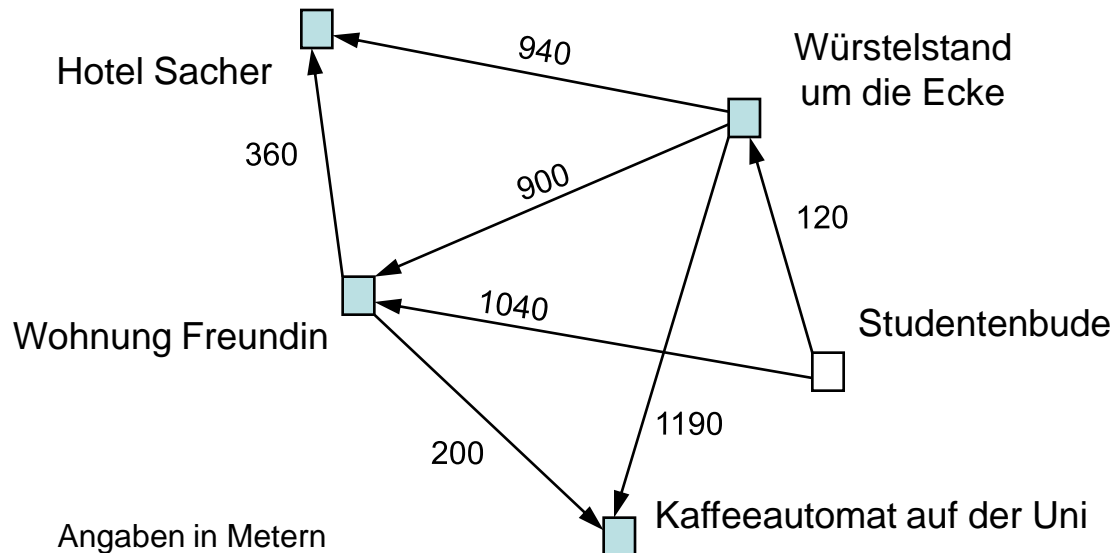 Hotel Sacher
940
Würstelstand
um die Ecke
360
900
120
1040
Wohnung Freundin
Studentenbude
200
1190
Kaffeeautomat auf der Uni
Angaben in Metern